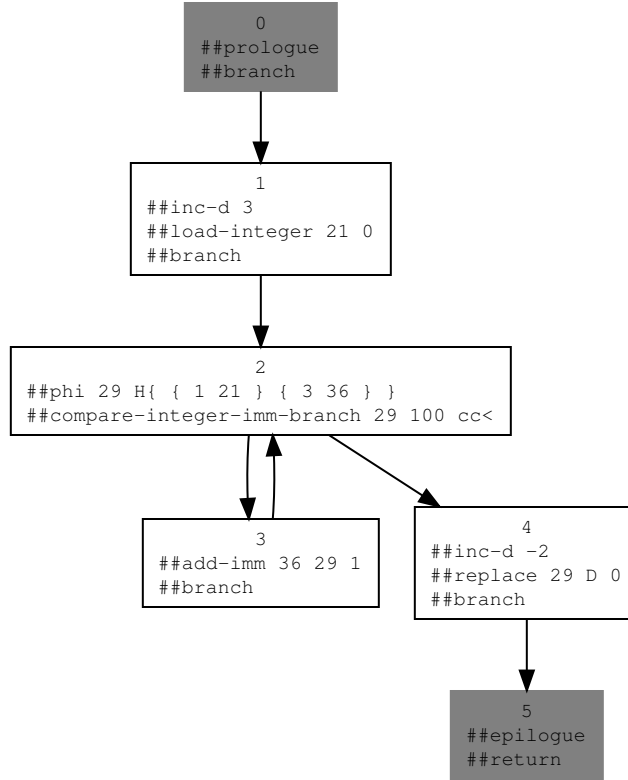 0
##prologue
##branch
1
##inc-d 3
##load-integer 21 0
##branch
2
##phi 29 H{ { 1 21 } { 3 36 } }
##compare-integer-imm-branch 29 100 cc<
3
##add-imm 36 29 1
##branch
4
##inc-d -2
##replace 29 D 0
##branch
5
##epilogue
##return